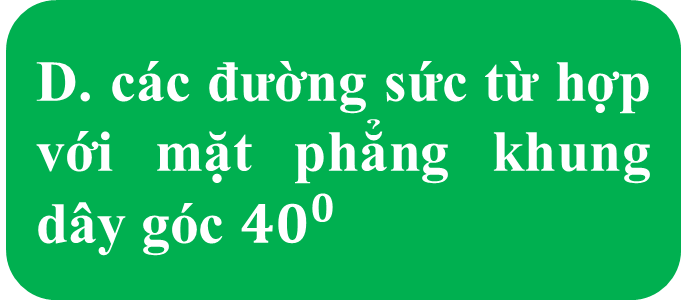 D. các đường sức từ hợp
với mặt phẳng khung
dây góc 40⁰